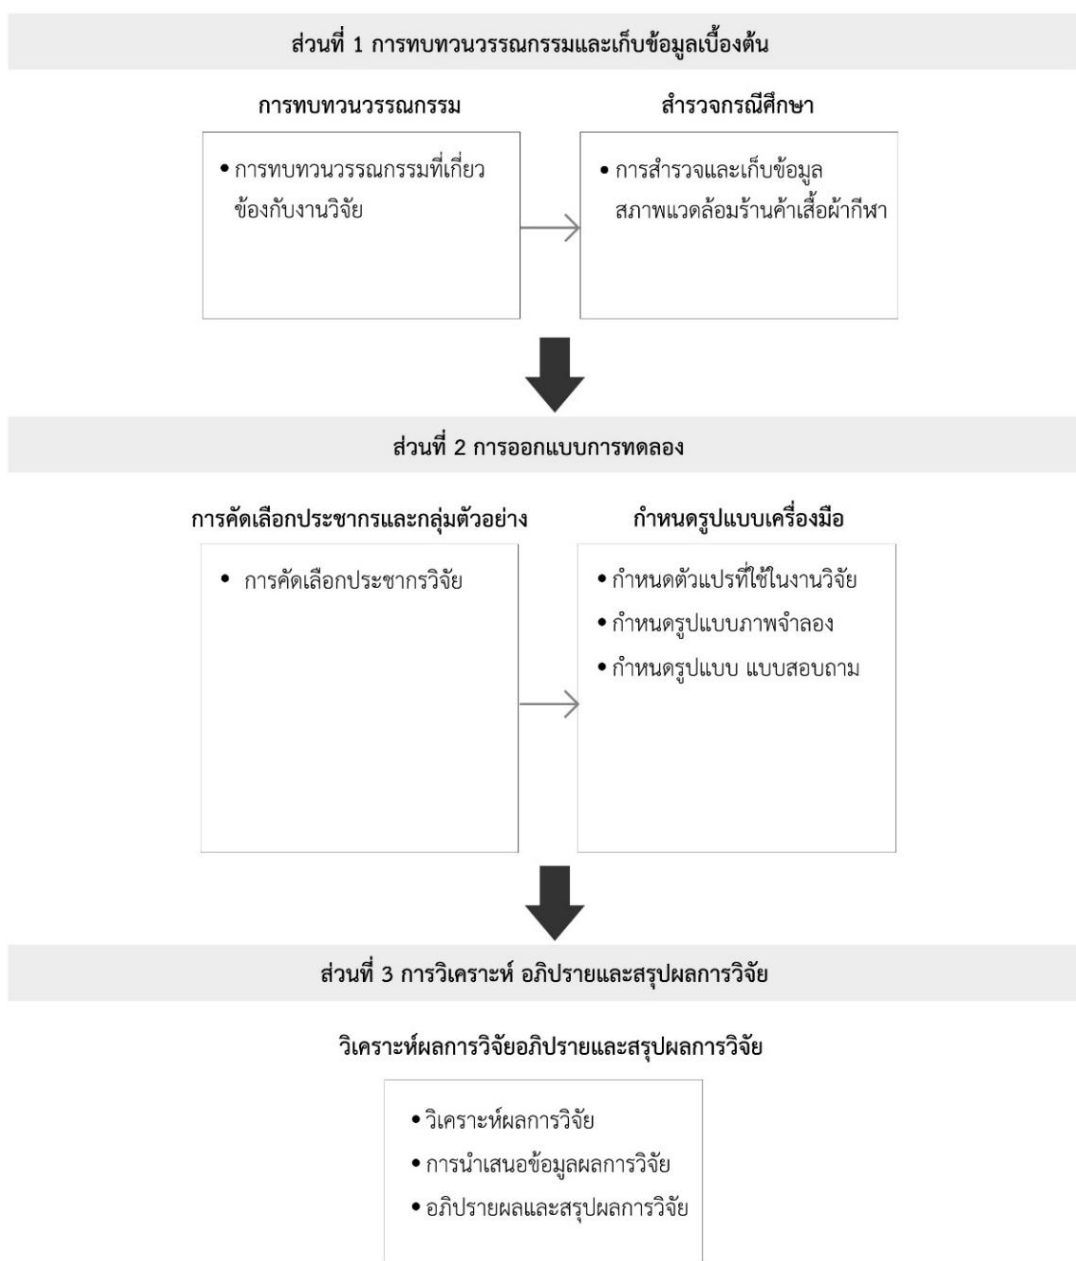 ส่วนที่ 1 การทบทวนวรรณกรรมและเก็บข้อมูลเบื้องต้น
การทบทวนวรรณกรรม
• การทบทวนวรรณกรรมที่เกี่ยว
ข้องกับงานวิจัย
สำรวจกรณีศึกษา
• การสำรวจและเก็บข้อมูล
สภาพแวดล้อมร้านค้าเสื้อผ้ากีฬา
ส่วนที่ 2 การออกแบบการทดลอง
การคัดเลือกประชากรและกลุ่มตัวอย่าง
• การคัดเลือกประชากรวิจัย
กำหนดรูปแบบเครื่องมือ
• กำหนดตัวแปรที่ใช้ในงานวิจัย
• กำหนดรูปแบบภาพจำลอง
• กำหนดรูปแบบ แบบสอบถาม
ส่วนที่ 3 การวิเคราะห์ อภิปรายและสรุปผลการวิจัย
วิเคราะห์ผลการวิจัยอภิปรายและสรุปผลการวิจัย
• วิเคราะห์ผลการวิจัย
• การนำเสนอข้อมูลผลการวิจัย
• อภิปรายผลและสรุปผลการวิจัย